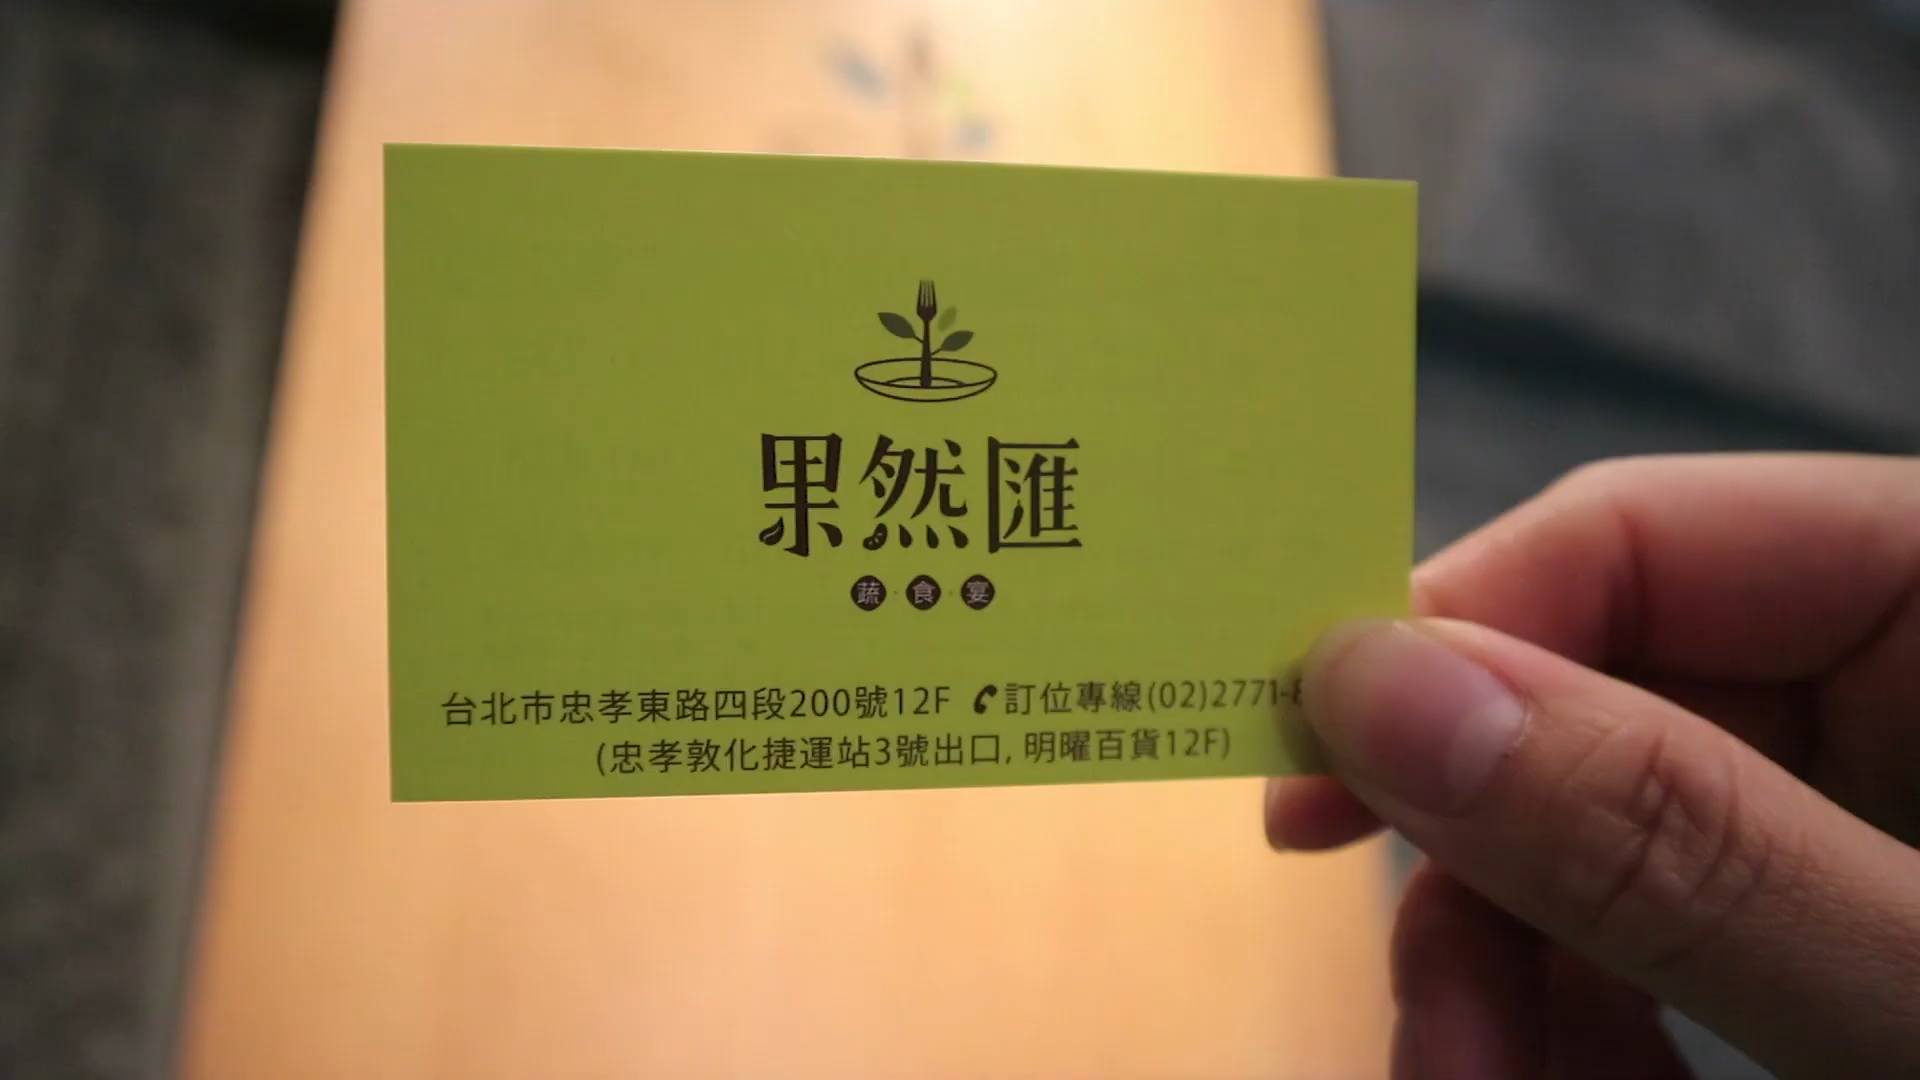 果然匯
蔬·食·宴
台北市忠孝東路四段200號12F 訂位專線(02)2771-8
(忠孝敦化捷運站3號出口, 明曜百貨12F)